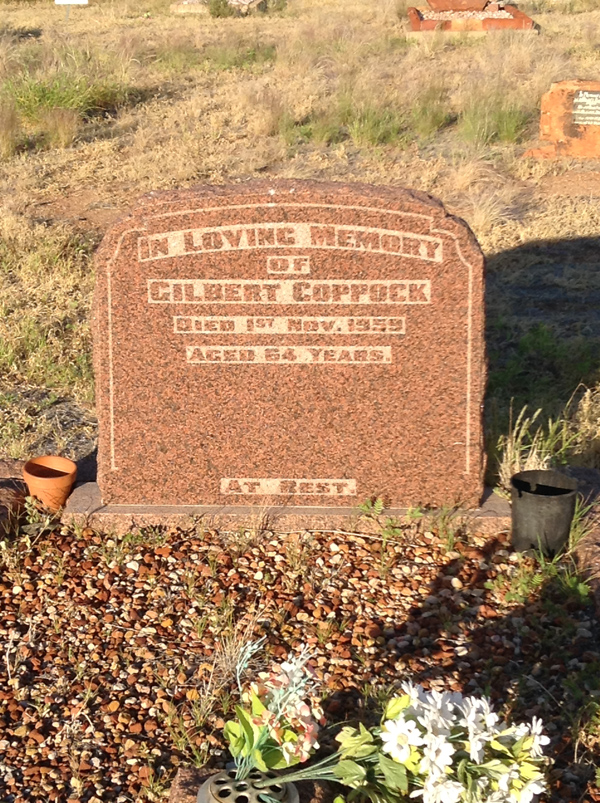 IN LOVING MEMORY
OF
GILBERT COPPOCK
DIED 1ST NOV. 1959
AGED 64 YEARS.
AT REST